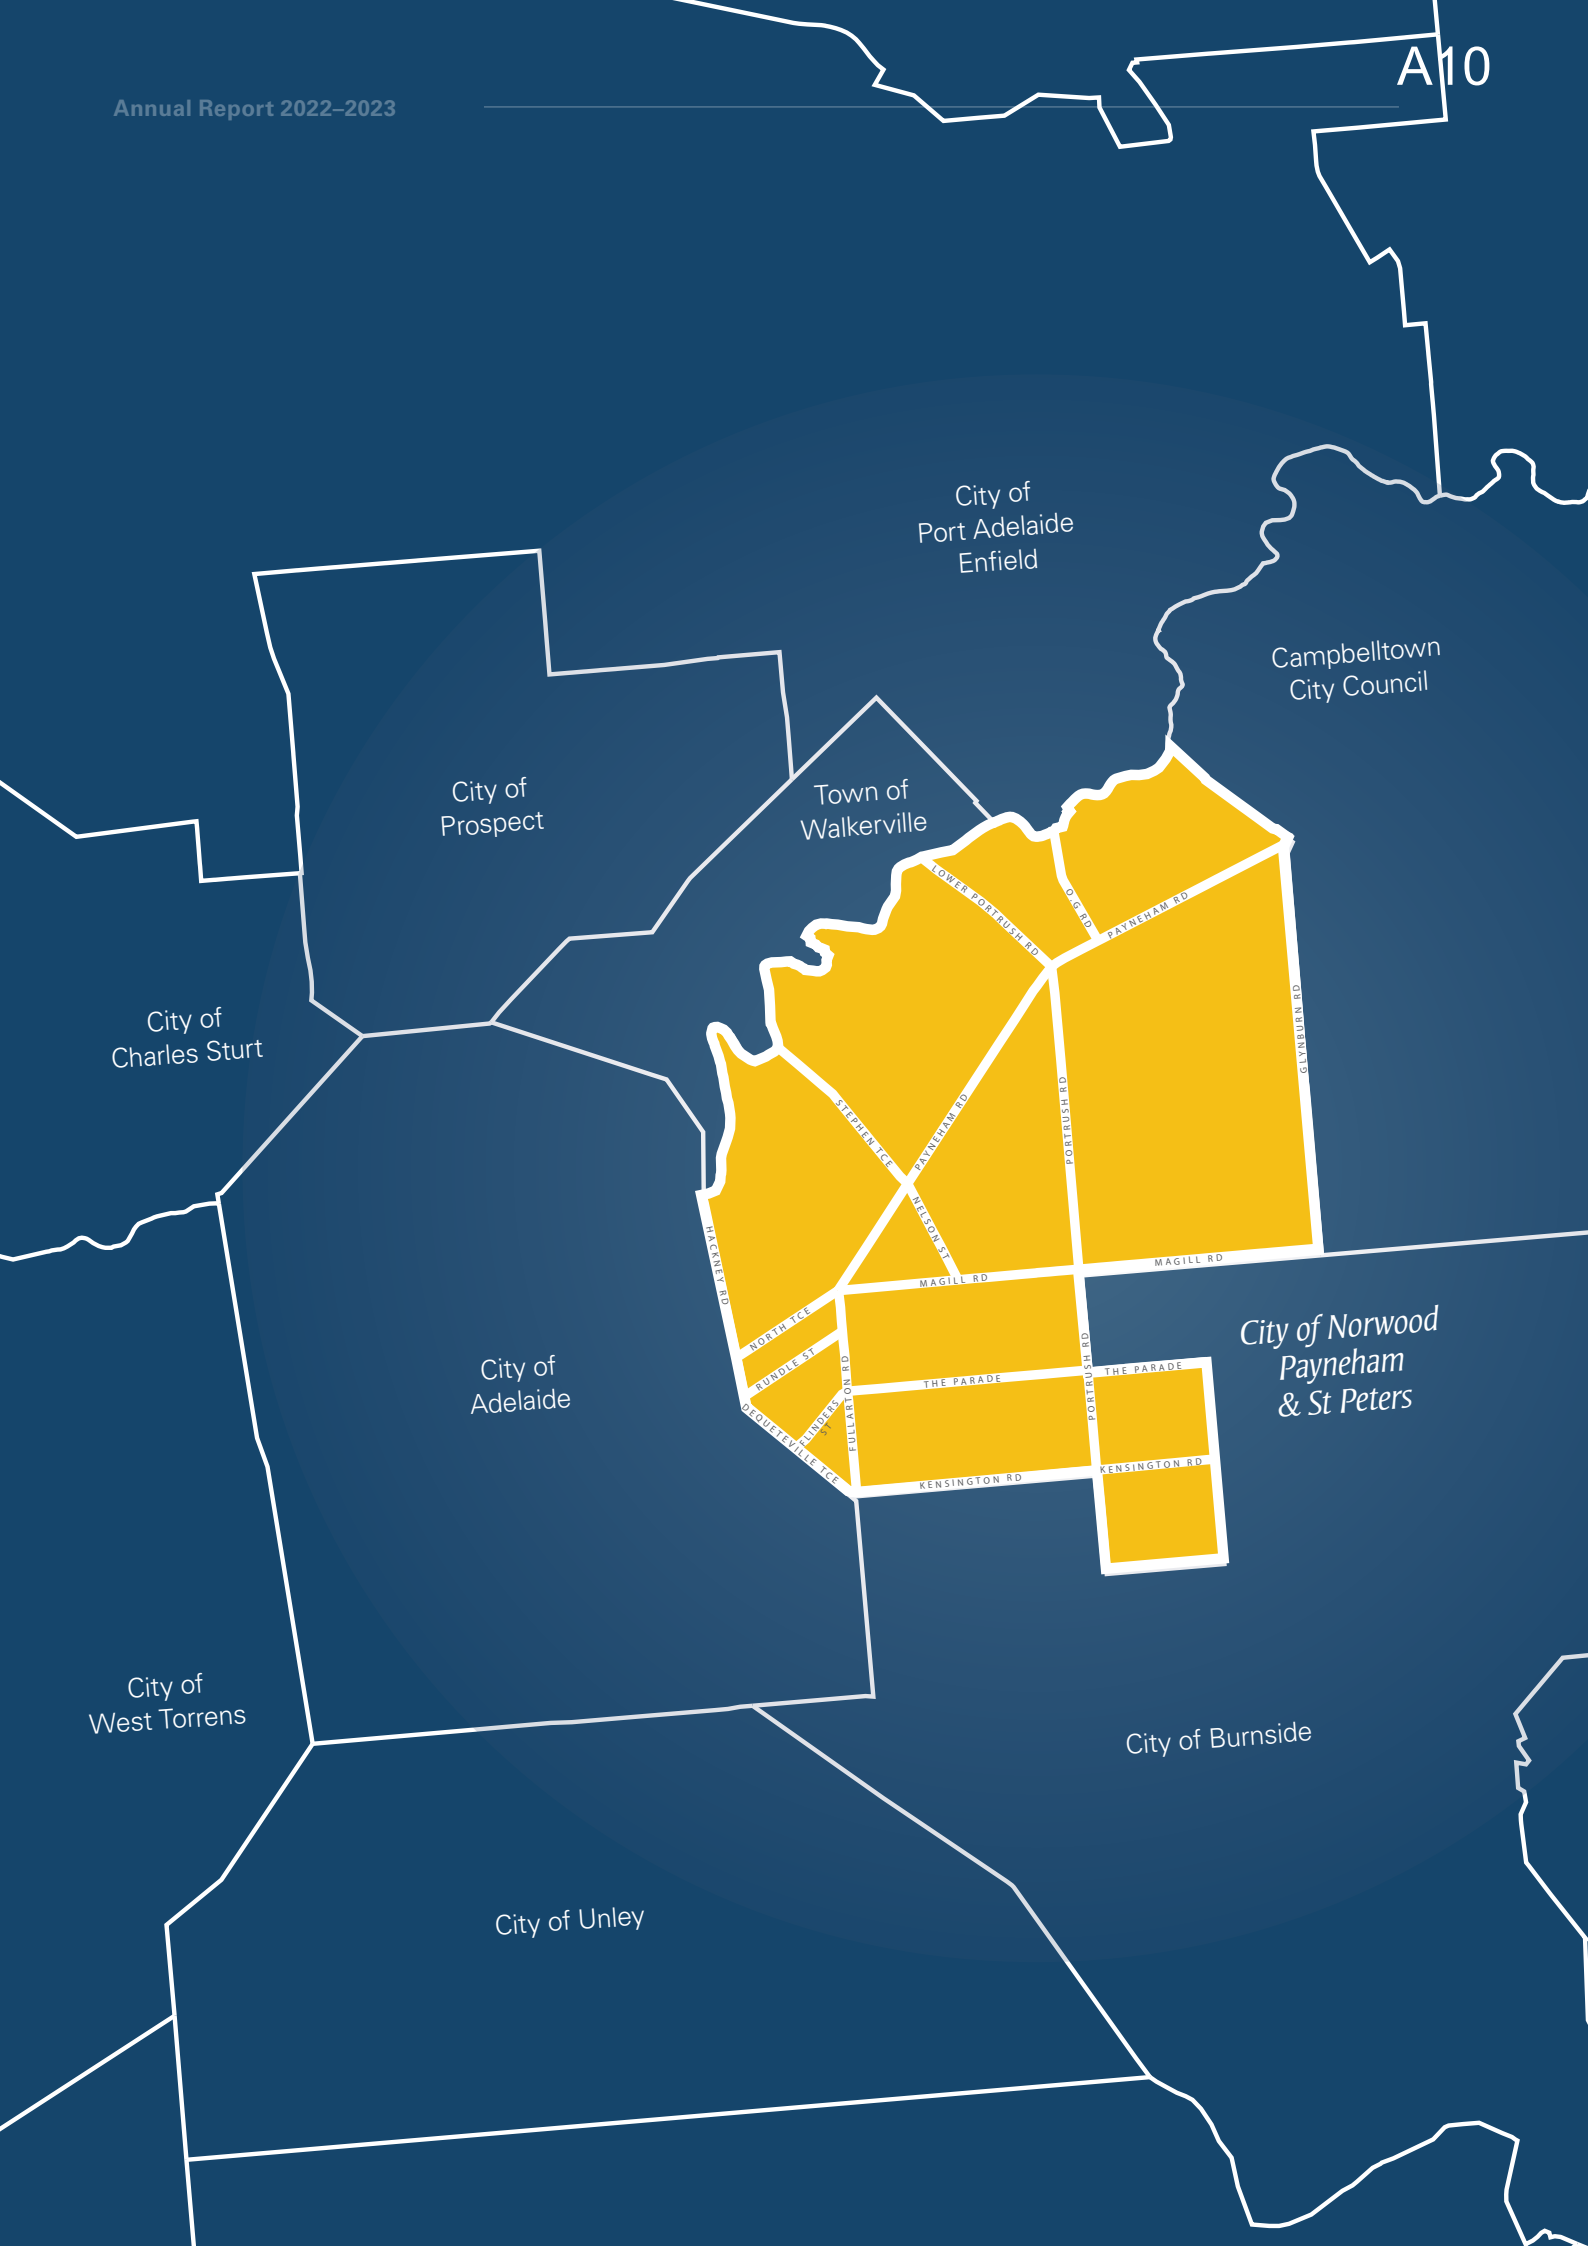 A10
Annual Report 2022–2023
City of
Port Adelaide
Enfield
Campbelltown
City Council
City of
Prospect
Town of
Walkerville
LOWER PORTRUSH RD
O.G RD
PAYNEHAM RD
City of
Charles Sturt
GLYNBURN RD
STEPHEN TCE
PAYNEHAM RD
PORTRUSH RD
NELSON ST
HACKNEY RD
MAGILL RD
MAGILL RD
NORTH TCE
RUNDLE ST
City of Norwood
Payneham
& St Peters
City of
Adelaide
FULLARTON RD
THE PARADE
PORTRUSH RD
THE PARADE
FLINDERS
ST
DEQUETEVILLE TCE
KENSINGTON RD
KENSINGTON RD
City of
West Torrens
City of Burnside
City of Unley